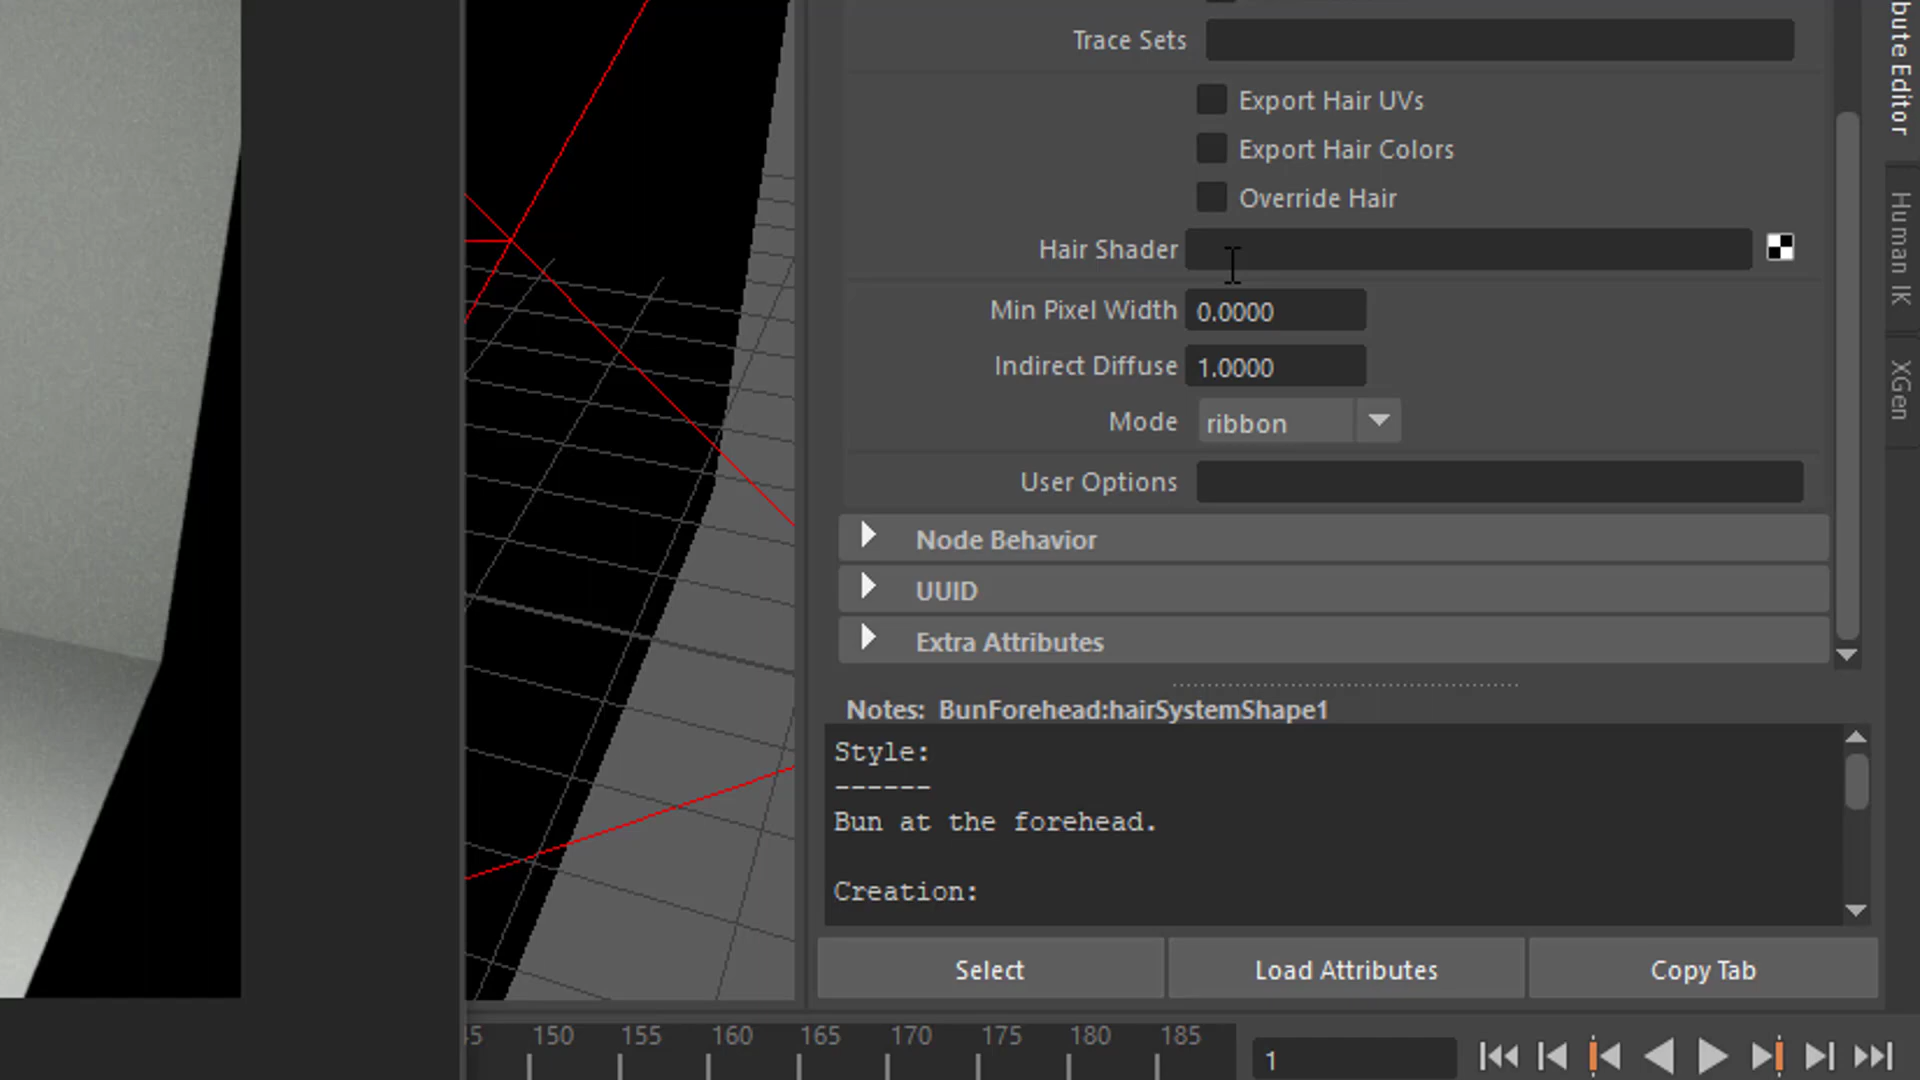 Trace Sets
Export Hair UVs
Export Hair Colors
Override Hair
Hair Shader
Min Pixel Width 0.0000
Indirect Diffuse 1.0000
Mode ribbon
User Options
Node Behavior
UUID
Extra Attributes
Notes: BunForehead:hairSystemShape1
Style:
------
Bun at the forehead.
Creation:
Select Load Attributes Copy Tab
150 155 160 165 170 175 180 185
1
Human IK
XGen